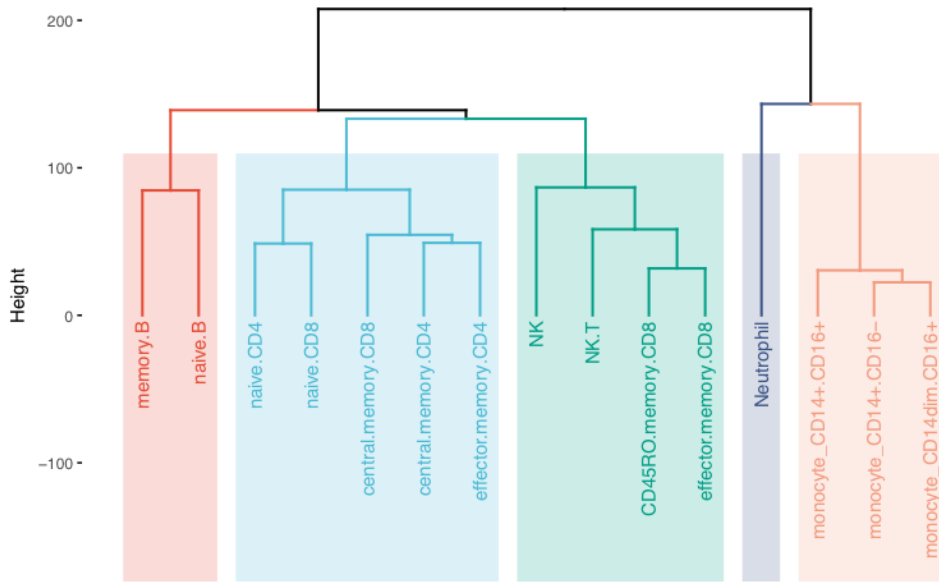 200
100
0
−100
Height
memory.B
naive.B
naive.CD4
naive.CD8
central.memory.CD8
central.memory.CD4
effector.memory.CD4
NK
NK.T
CD45RO.memory.CD8
effector.memory.CD8
Neutrophil
monocyte_CD14+.CD16+
monocyte_CD14+.CD16−
monocyte_CD14dim.CD16+